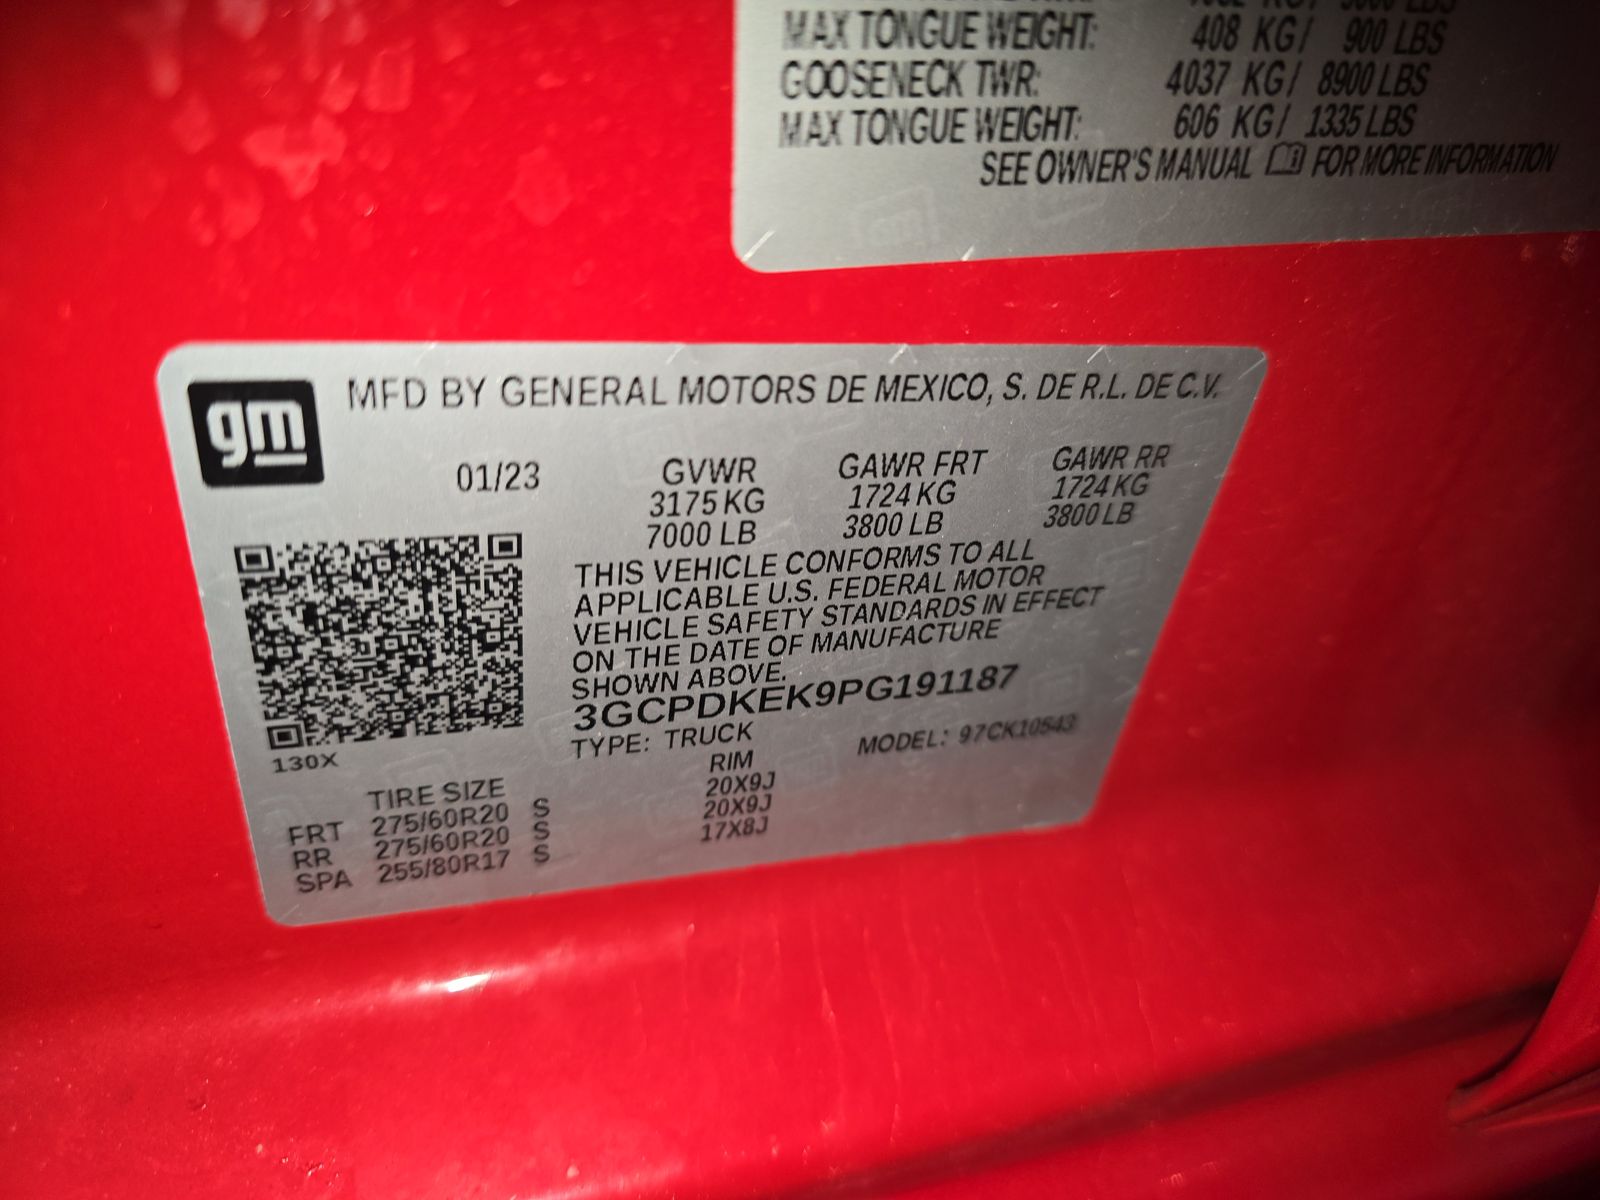 MAX TONGUE WEIGHT: 408 KG/ 900 LBS
GOOSENECK TWR: 4037 KG/ 8900 LBS
MAX TONGUE WEIGHT: 606 KG/ 1335 LBS
SEE OWNER'S MANUAL FOR MORE INFORMATION
gm
MFD BY GENERAL MOTORS DE MEXICO, S. DE R.L. DE C.V.
01/23 GVWR GAWR FRT GAWR RR
3175 KG 1724 KG 1724 KG
7000 LB 3800 LB 3800 LB
THIS VEHICLE CONFORMS TO ALL
APPLICABLE U.S. FEDERAL MOTOR
VEHICLE SAFETY STANDARDS IN EFFECT
ON THE DATE OF MANUFACTURE
SHOWN ABOVE.
3GCPDKEK9PG191187
TYPE: TRUCK MODEL: 97CK10543
130X
TIRE SIZE RIM
FRT 275/60R20 S 20X9J
RR 275/60R20 S 20X9J
SPA 255/80R17 S 17X8J